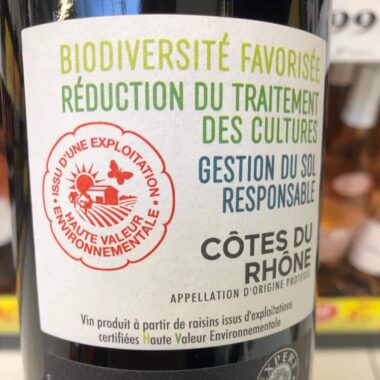 BIODIVERSITÉ FAVORISÉE
RÉDUCTION DU TRAITEMENT
DES CULTURES
GESTION DU SOL
RESPONSABLE
• ISSU D'UNE EXPLOITATION •
HAUTE VALEUR
ENVIRONNEMENTALE
CÔTES DU
RHÔNE
APPELLATION D'ORIGINE PROTÉGÉE
Vin produit à partir de raisins issus d'exploitations
certifiées Haute Valeur Environnementale
99